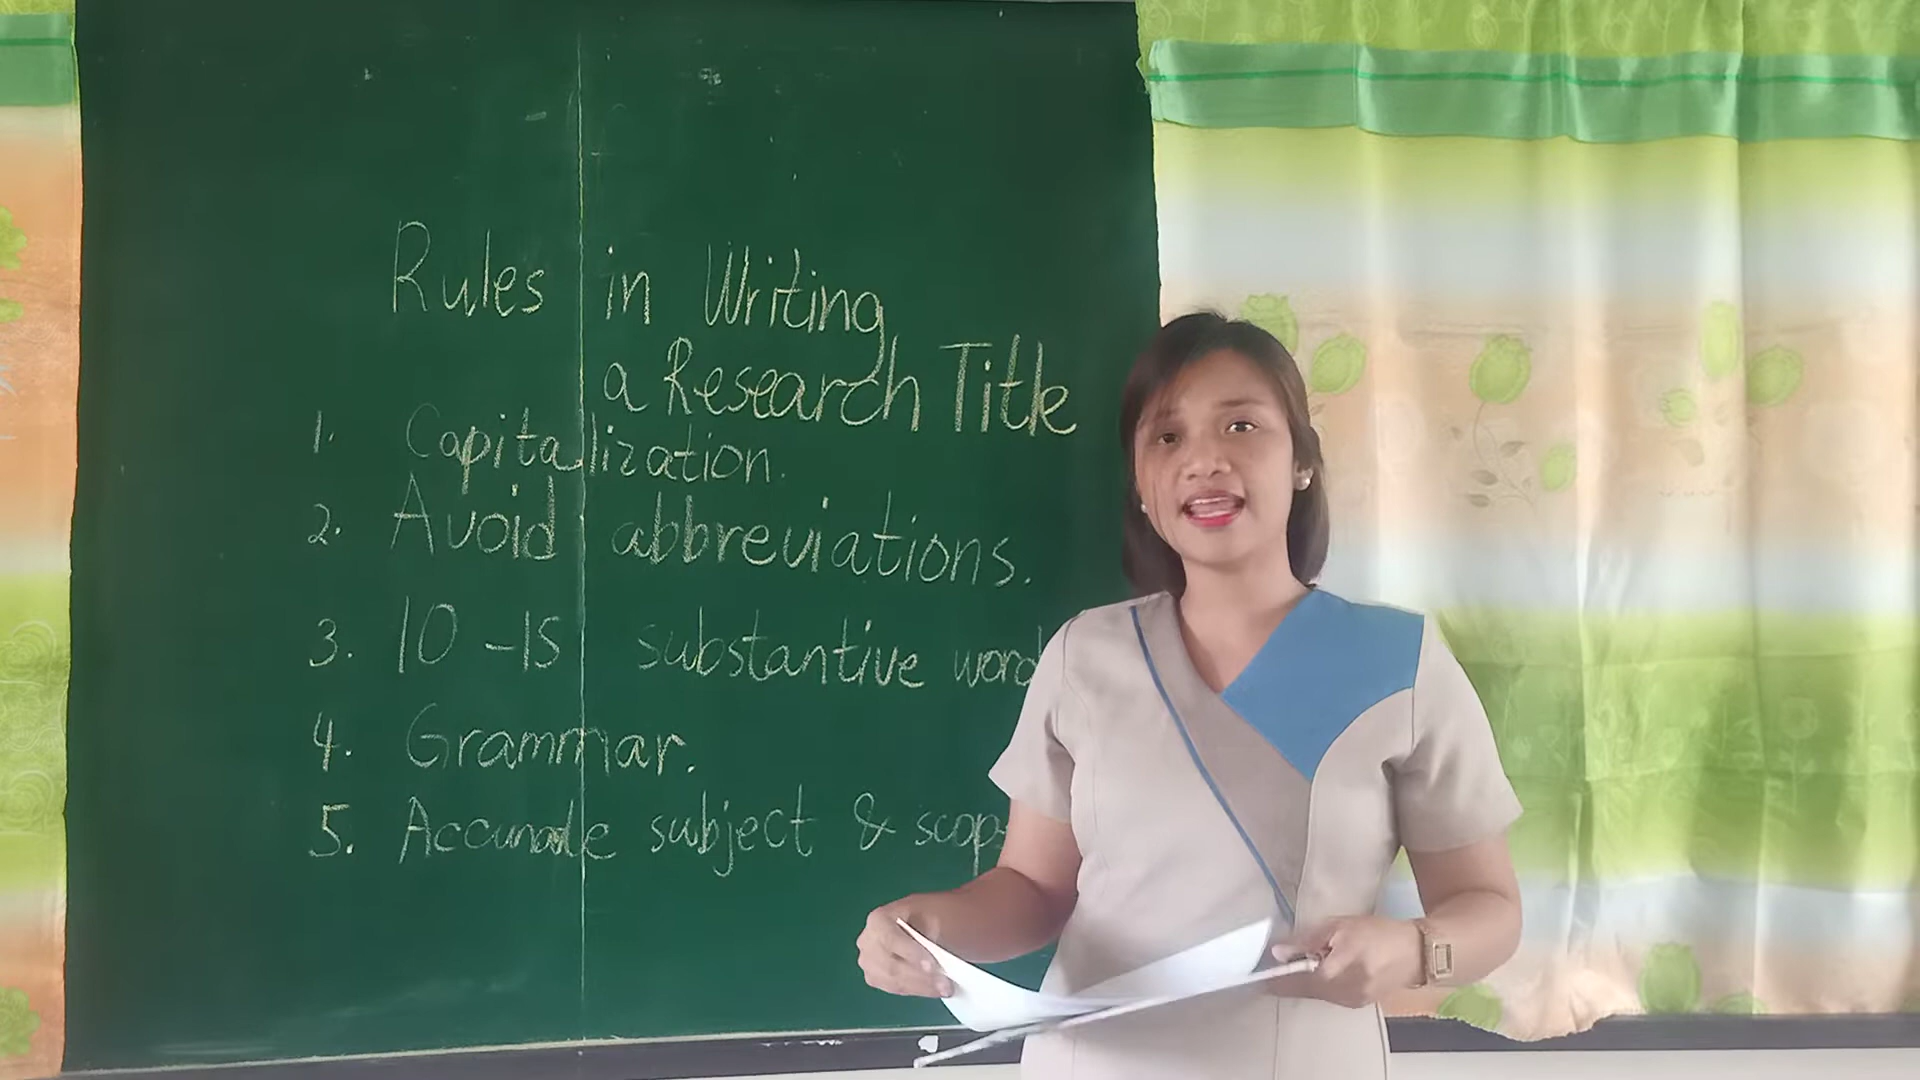 Rules in Writing
a Research Title
1. Capitalization.
2. Avoid abbreviations.
3. 10-15 substantive word
4. Grammar.
5. Accurate subject & scop